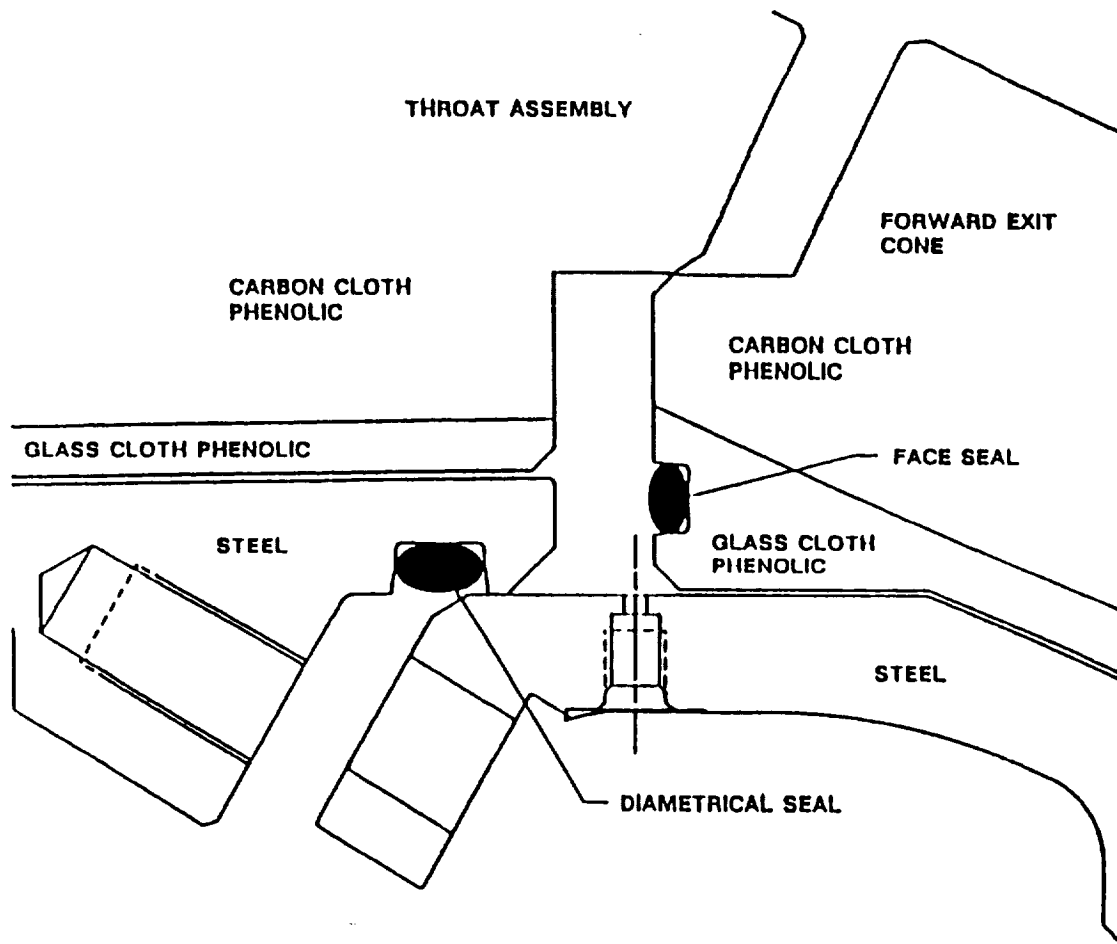 THROAT ASSEMBLY
FORWARD EXIT
CONE
CARBON CLOTH
PHENOLIC
CARBON CLOTH
PHENOLIC
GLASS CLOTH PHENOLIC
FACE SEAL
STEEL
GLASS CLOTH
PHENOLIC
STEEL
DIAMETRICAL SEAL